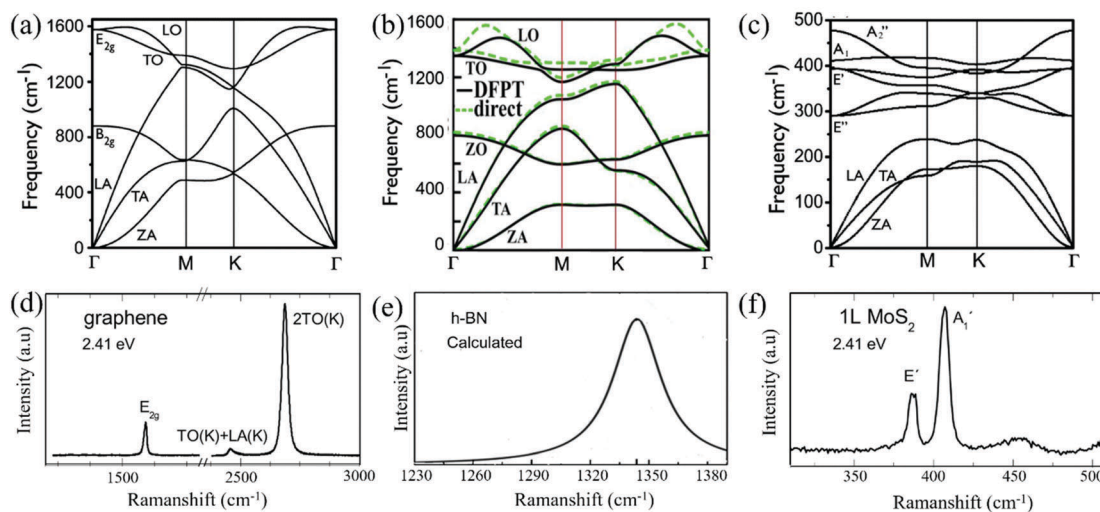 (a)
1600
1200
800
400
0
Frequency (cm⁻¹)
E₂g
LO
TO
B₂g
LA
TA
ZA
Γ M K Γ
(b)
1600
1200
800
400
0
Frequency (cm⁻¹)
LO
TO
DFPT
direct
ZO
LA
TA
ZA
Γ M K Γ
(c)
500
400
300
200
100
0
Frequency (cm⁻¹)
A₂''
A₁
E'
E''
LA
TA
ZA
Γ M K Γ
(d)
graphene
2.41 eV
2TO(K)
E₂g
TO(K)+LA(K)
Intensity (a.u)
1500 3000
Ramanshift (cm⁻¹)
(e)
h-BN
Calculated
Intensity (a.u)
1230 1260 1290 1320 1350 1380
Ramanshift (cm⁻¹)
(f)
1L MoS₂
2.41 eV
A₁´
E´
Intensity (a.u)
350 400 450 500
Ramanshift (cm⁻¹)